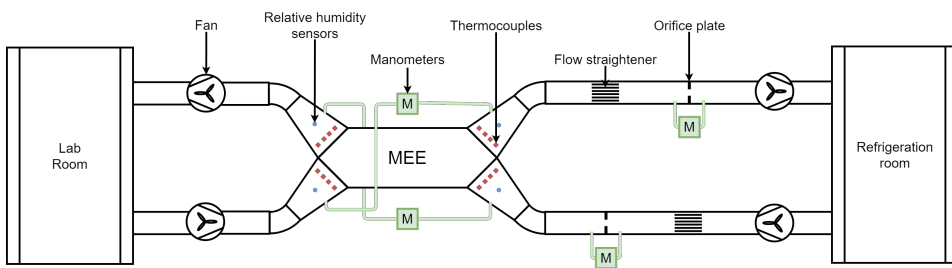 Fan
Relative humidity
sensors
Manometers
Thermocouples
Flow straightener
Orifice plate
M
M
Lab
Room
MEE
Refrigeration
room
M
M